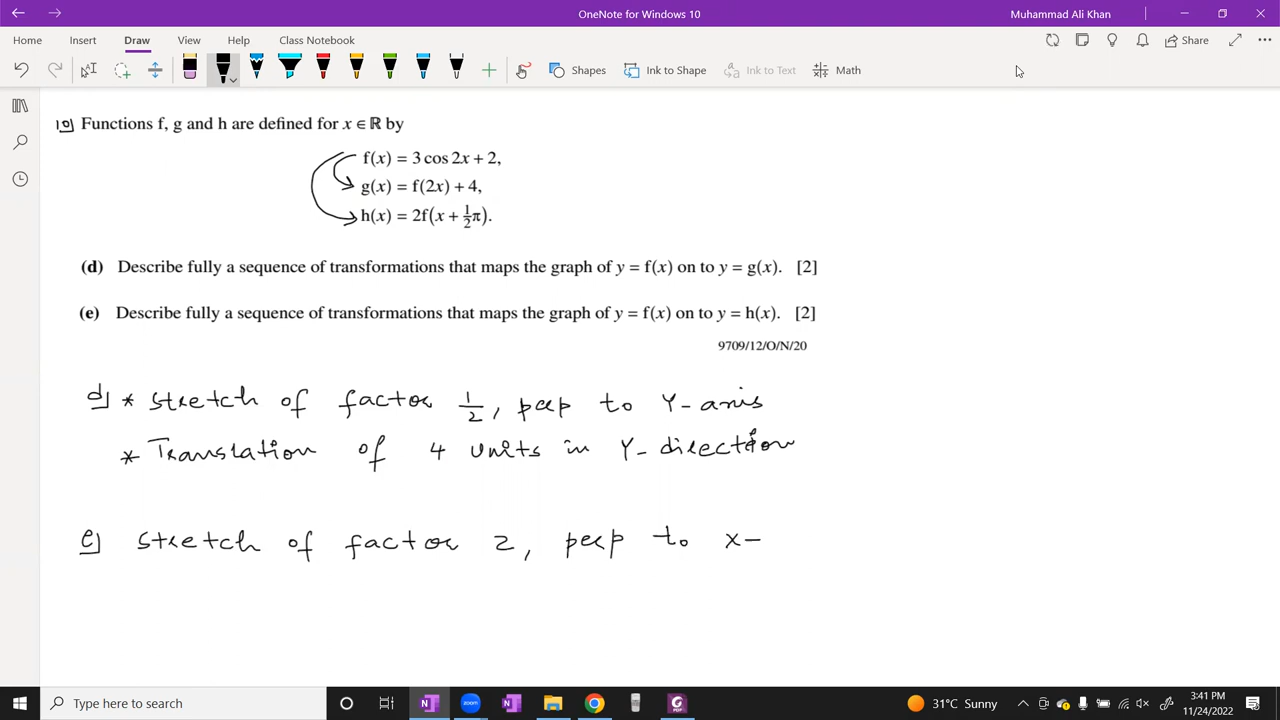 OneNote for Windows 10
Muhammad Ali Khan
Home Insert Draw View Help Class Notebook
Share
Shapes Ink to Shape Ink to Text Math
10) Functions f, g and h are defined for x ∈ ℝ by
f(x) = 3 cos 2x + 2,
g(x) = f(2x) + 4,
h(x) = 2f(x + ½π).
(d) Describe fully a sequence of transformations that maps the graph of y = f(x) on to y = g(x). [2]
(e) Describe fully a sequence of transformations that maps the graph of y = f(x) on to y = h(x). [2]
9709/12/O/N/20
d) * Stretch of factor 1/2, perp to Y-axis
* Translation of 4 units in Y-direction
e) Stretch of factor 2, perp to x-
Type here to search
31°C Sunny
3:41 PM
11/24/2022